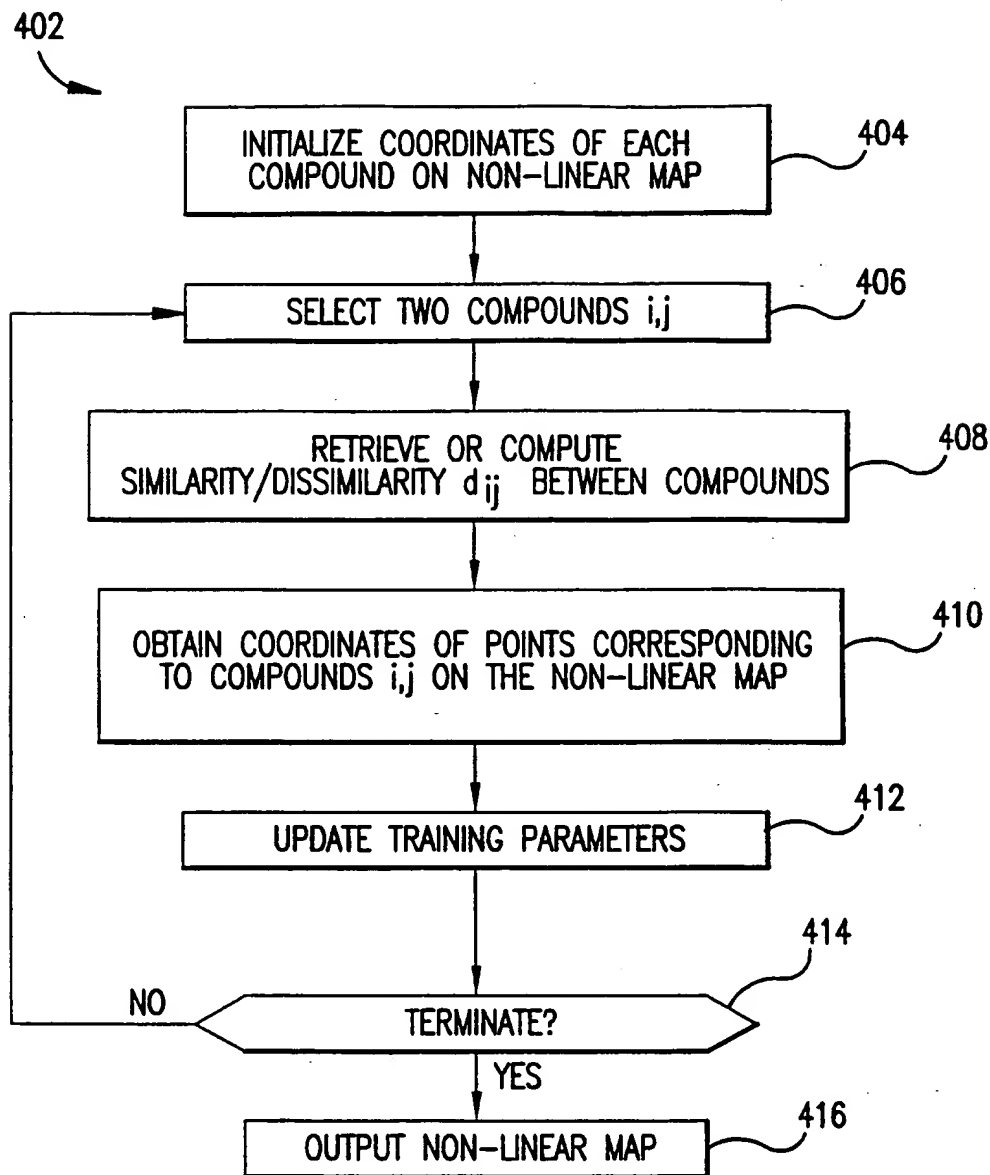 402
INITIALIZE COORDINATES OF EACH
COMPOUND ON NON-LINEAR MAP
404
SELECT TWO COMPOUNDS i,j
406
RETRIEVE OR COMPUTE
SIMILARITY/DISSIMILARITY dij BETWEEN COMPOUNDS
408
OBTAIN COORDINATES OF POINTS CORRESPONDING
TO COMPOUNDS i,j ON THE NON-LINEAR MAP
410
UPDATE TRAINING PARAMETERS
412
414
NO
TERMINATE?
YES
OUTPUT NON-LINEAR MAP
416